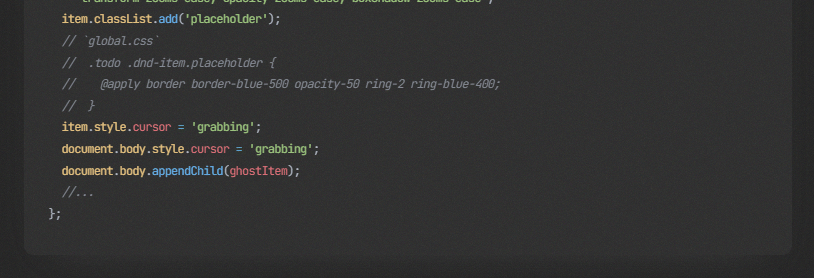 item.classList.add('placeholder');
// `global.css`
//  .todo .dnd-item.placeholder {
//    @apply border border-blue-500 opacity-50 ring-2 ring-blue-400;
//  }
item.style.cursor = 'grabbing';
document.body.style.cursor = 'grabbing';
document.body.appendChild(ghostItem);
//...
};